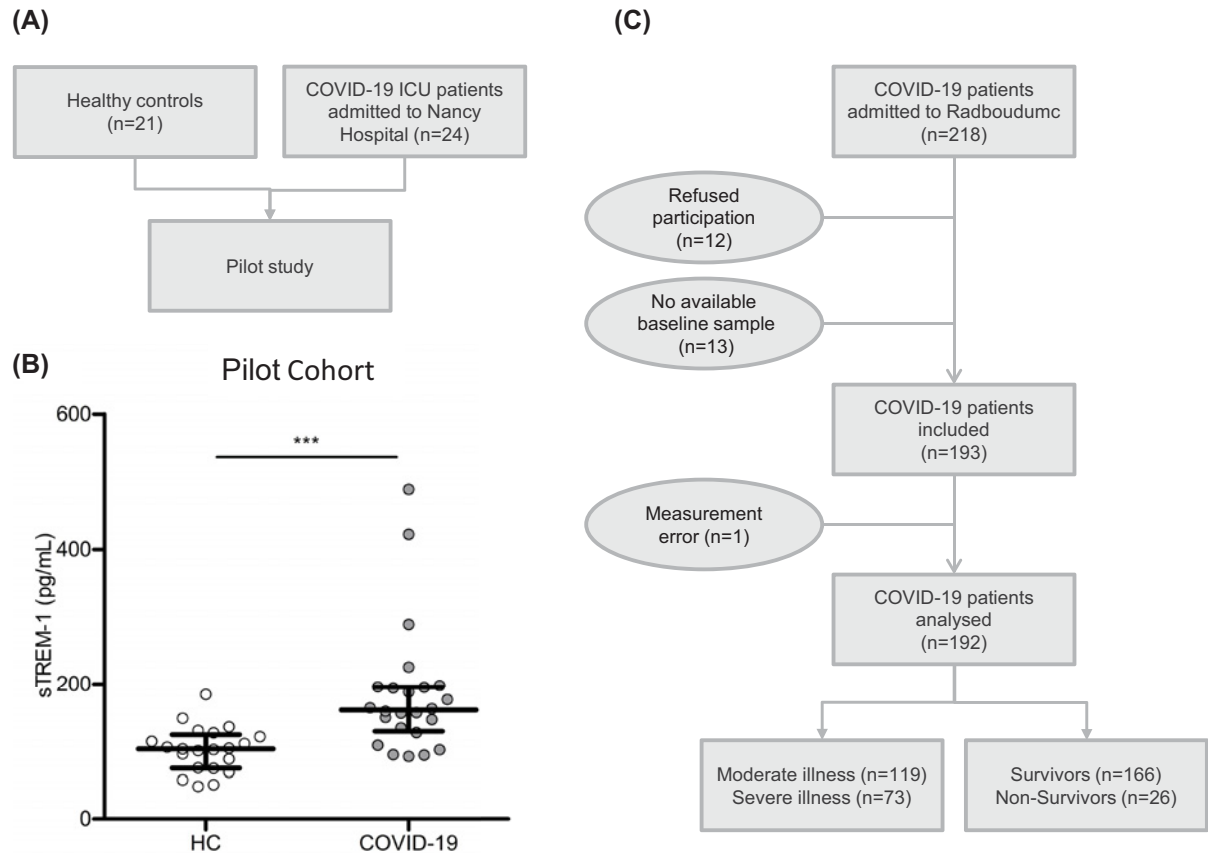 (A)
Healthy controls
(n=21)
COVID-19 ICU patients
admitted to Nancy
Hospital (n=24)
Pilot study
(B)
Pilot Cohort
600
400
200
0
sTREM-1 (pg/mL)
***
HC
COVID-19
(C)
COVID-19 patients
admitted to Radboudumc
(n=218)
Refused
participation
(n=12)
No available
baseline sample
(n=13)
COVID-19 patients
included
(n=193)
Measurement
error (n=1)
COVID-19 patients
analysed
(n=192)
Moderate illness (n=119)
Severe illness (n=73)
Survivors (n=166)
Non-Survivors (n=26)